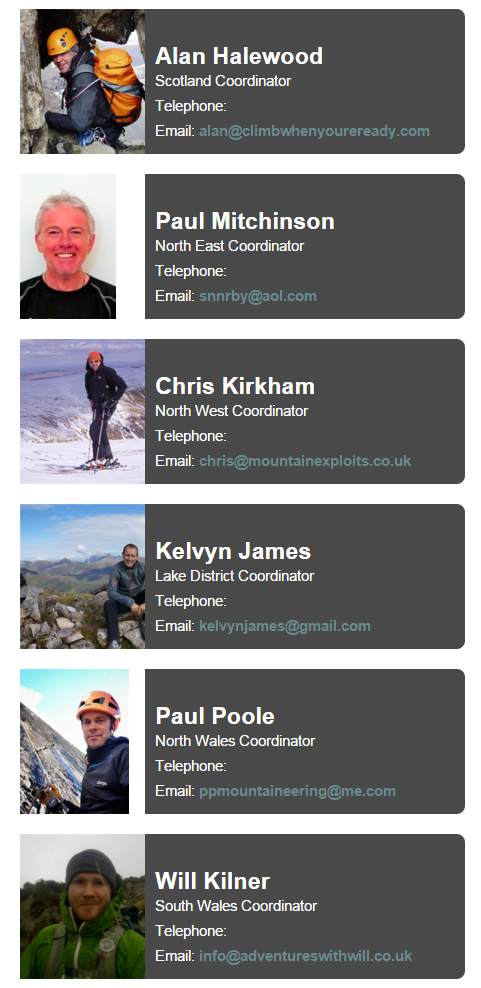 Alan Halewood
Scotland Coordinator
Telephone:
Email: alan@climbwhenyoureready.com
Paul Mitchinson
North East Coordinator
Telephone:
Email: snnrby@aol.com
Chris Kirkham
North West Coordinator
Telephone:
Email: chris@mountainexploits.co.uk
Kelvyn James
Lake District Coordinator
Telephone:
Email: kelvynjames@gmail.com
Paul Poole
North Wales Coordinator
Telephone:
Email: ppmountaineering@me.com
Will Kilner
South Wales Coordinator
Telephone:
Email: info@adventureswithwill.co.uk